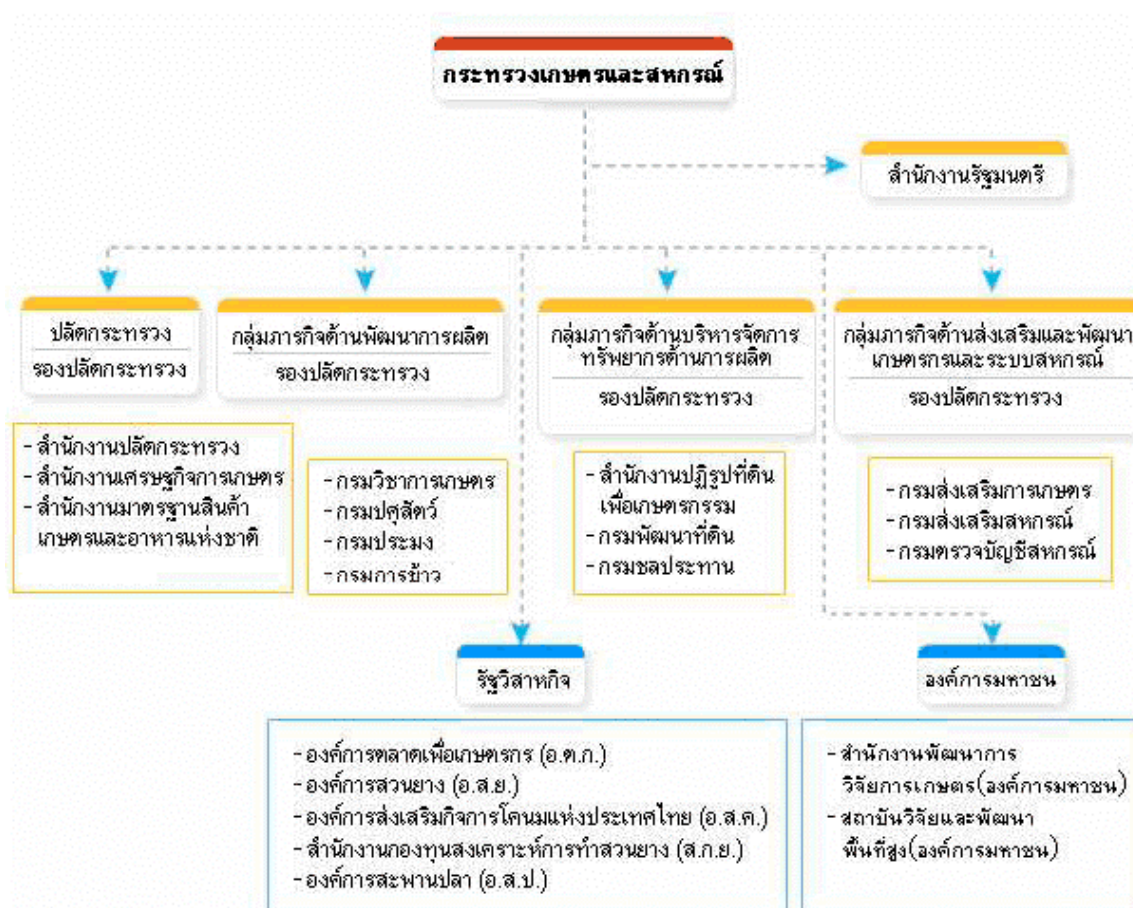 กระทรวงเกษตรและสหกรณ์
สำนักงานรัฐมนตรี
ปลัดกระทรวง
รองปลัดกระทรวง
- สำนักงานปลัดกระทรวง
- สำนักงานเศรษฐกิจการเกษตร
- สำนักงานมาตรฐานสินค้า
เกษตรและอาหารแห่งชาติ
กลุ่มภารกิจด้านพัฒนาการผลิต
รองปลัดกระทรวง
- กรมวิชาการเกษตร
- กรมปศุสัตว์
- กรมประมง
- กรมการข้าว
กลุ่มภารกิจด้านบริหารจัดการ
ทรัพยากรด้านการผลิต
รองปลัดกระทรวง
- สำนักงานปฏิรูปที่ดิน
เพื่อเกษตรกรรม
- กรมพัฒนาที่ดิน
- กรมชลประทาน
กลุ่มภารกิจด้านส่งเสริมและพัฒนา
เกษตรกรและระบบสหกรณ์
รองปลัดกระทรวง
- กรมส่งเสริมการเกษตร
- กรมส่งเสริมสหกรณ์
- กรมตรวจบัญชีสหกรณ์
รัฐวิสาหกิจ
- องค์การตลาดเพื่อเกษตรกร (อ.ต.ก.)
- องค์การสวนยาง (อ.ส.ย.)
- องค์การส่งเสริมกิจการโคนมแห่งประเทศไทย (อ.ส.ค.)
- สำนักงานกองทุนสงเคราะห์การทำสวนยาง (ส.ก.ย.)
- องค์การสะพานปลา (อ.ส.ป.)
องค์การมหาชน
- สำนักงานพัฒนาการ
วิจัยการเกษตร(องค์การมหาชน)
- สถาบันวิจัยและพัฒนา
พื้นที่สูง(องค์การมหาชน)